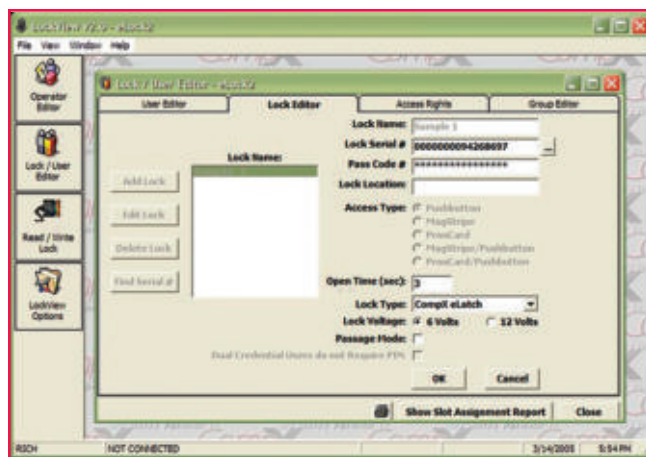 LockView V2.0 - eLock2
File View Window Help
Operator
Editor
Lock / User
Editor
Read / Write
Lock
LockView
Options
Lock / User Editor - eLock2
User Editor Lock Editor Access Rights Group Editor
Lock Name: Sample 1
Lock Serial # 0000000094268697 ...
Pass Code # ****************
Lock Location:
Lock Name:
Add Lock
Edit Lock
Delete Lock
Find Serial #
Access Type: Pushbutton
MagStripe
ProxCard
MagStripe/Pushbutton
ProxCard/Pushbutton
Open Time (sec): 3
Lock Type: CompX eLatch
Lock Voltage: 6 Volts 12 Volts
Passage Mode:
Dual Credential Users do not Require PIN:
OK Cancel
Show Slot Assignment Report Close
RICH NOT CONNECTED 3/14/2005 5:54 PM